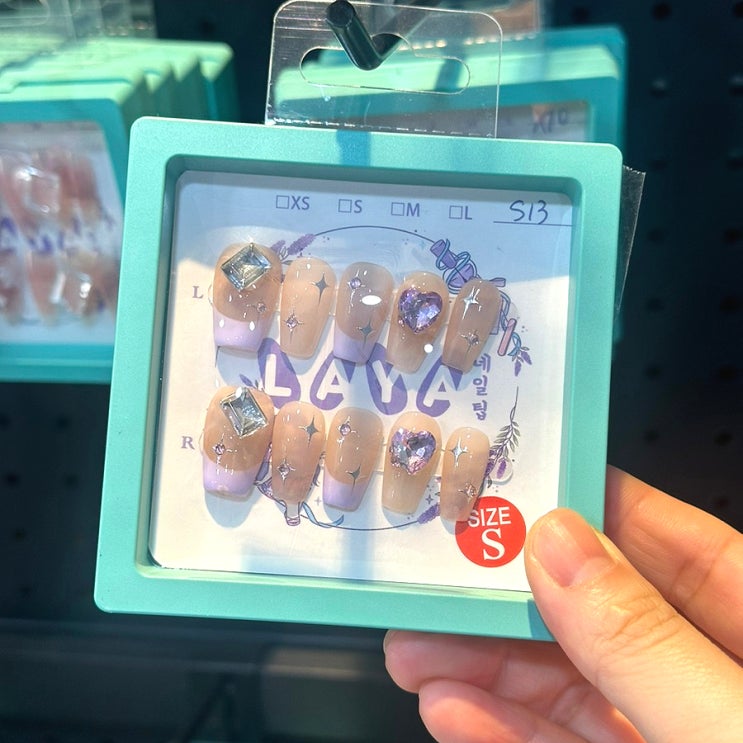 □XS □S □M □L S13
L
LAYA
네일팁
R
SIZE
S